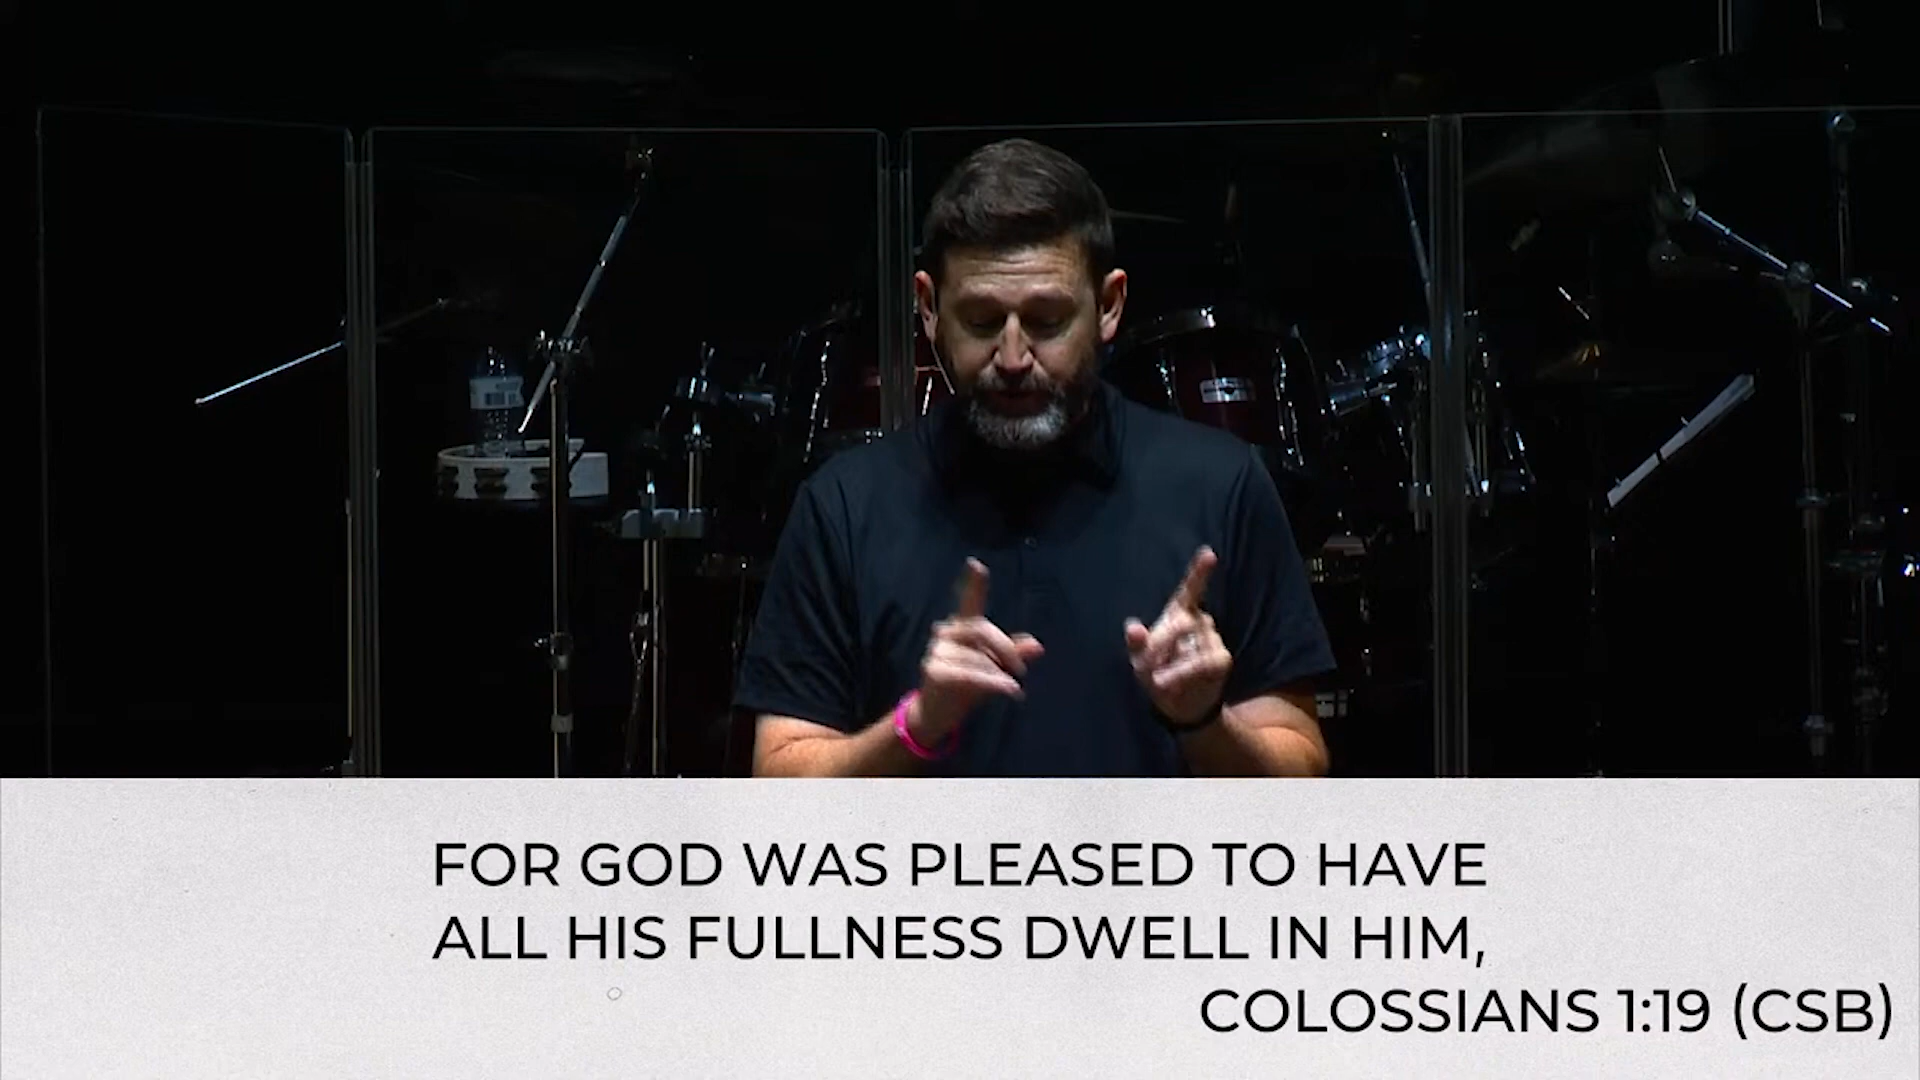 FOR GOD WAS PLEASED TO HAVE
ALL HIS FULLNESS DWELL IN HIM,
COLOSSIANS 1:19 (CSB)